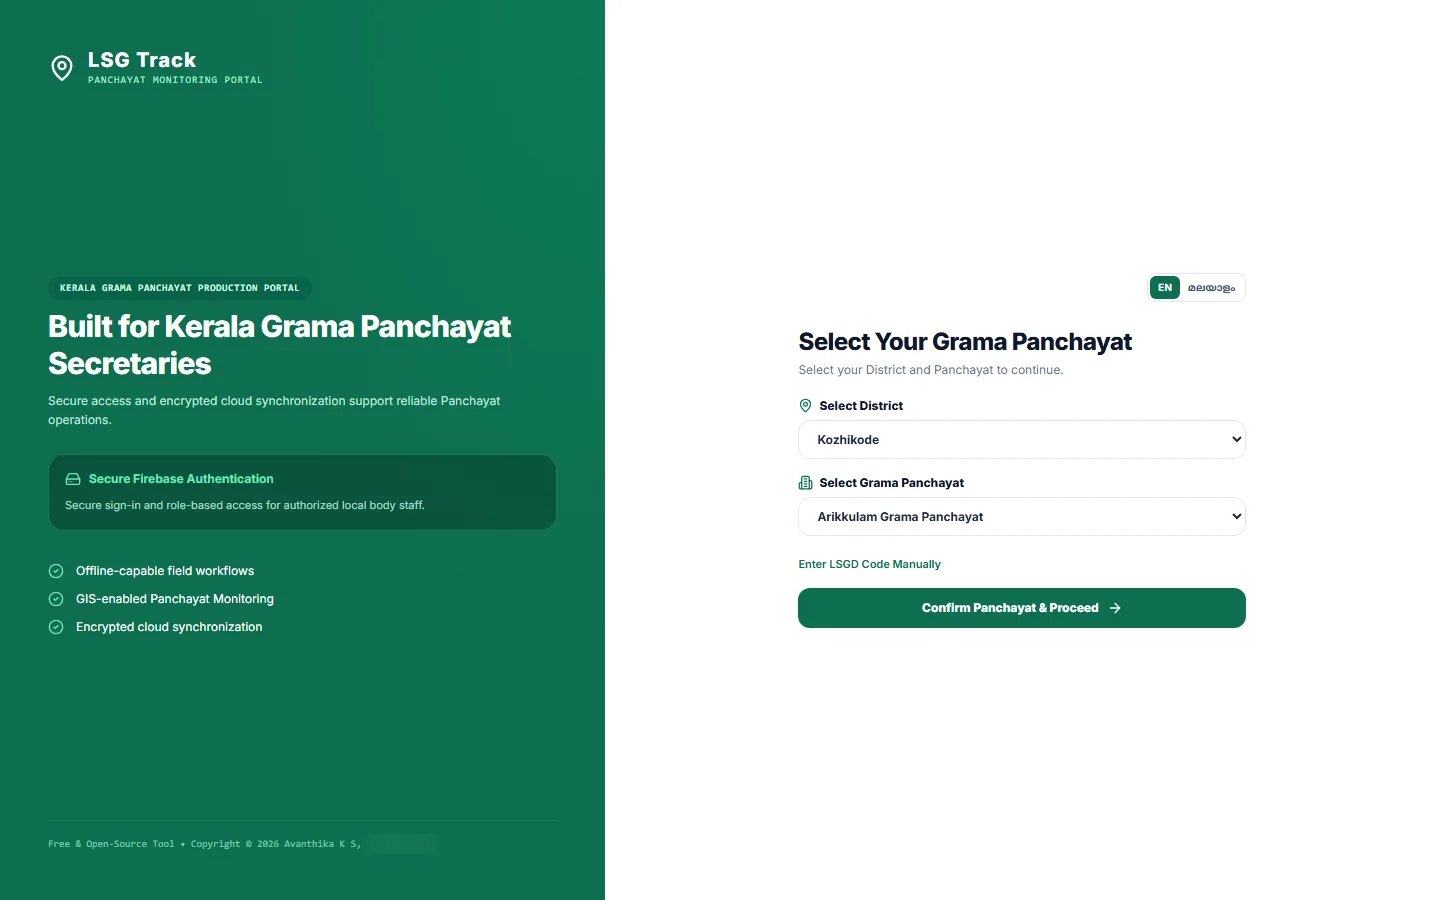 LSG Track
PANCHAYAT MONITORING PORTAL
KERALA GRAMA PANCHAYAT PRODUCTION PORTAL
Built for Kerala Grama Panchayat
Secretaries
Secure access and encrypted cloud synchronization support reliable Panchayat
operations.
Secure Firebase Authentication
Secure sign-in and role-based access for authorized local body staff.
Offline-capable field workflows
GIS-enabled Panchayat Monitoring
Encrypted cloud synchronization
Free & Open-Source Tool • Copyright © 2026 Avanthika K S,
EN മലയാളം
Select Your Grama Panchayat
Select your District and Panchayat to continue.
Select District
Kozhikode
Select Grama Panchayat
Arikkulam Grama Panchayat
Enter LSGD Code Manually
Confirm Panchayat & Proceed →